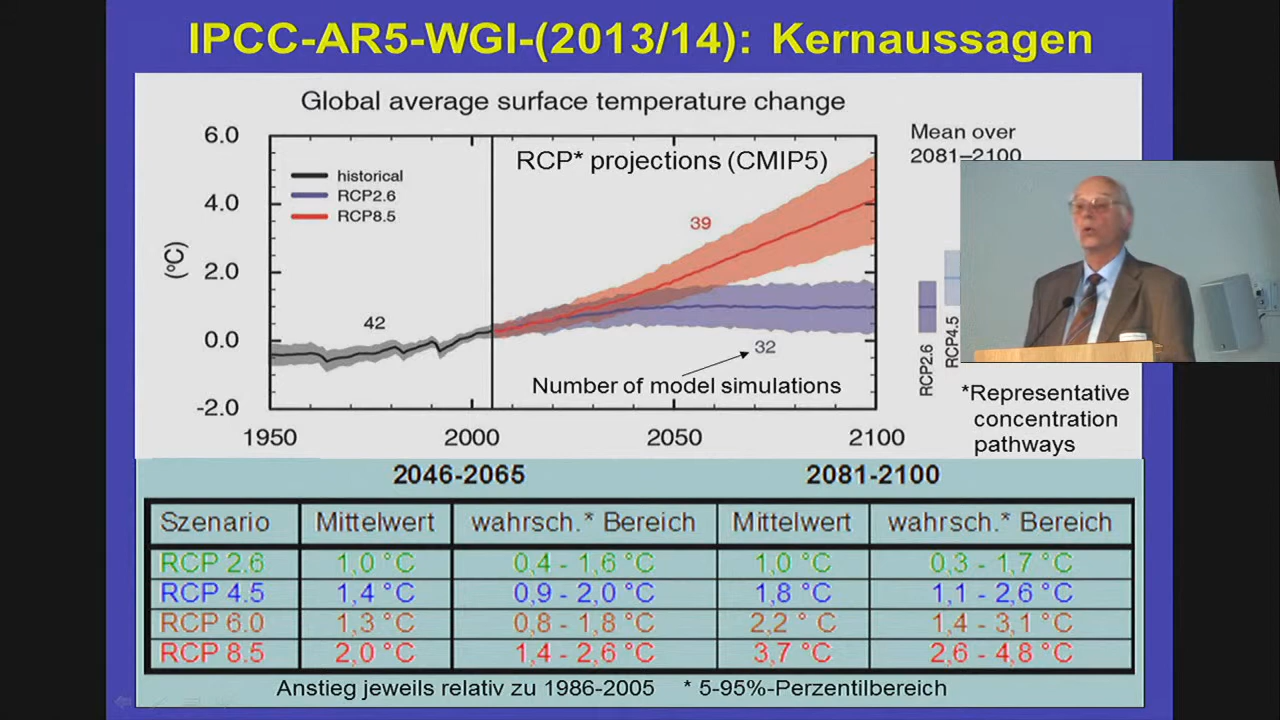 IPCC-AR5-WGI-(2013/14): Kernaussagen
Global average surface temperature change
Mean over
2081–2100
RCP* projections (CMIP5)
historical
RCP2.6
RCP8.5
39
42
32
Number of model simulations
(°C)
6.0
4.0
2.0
0.0
-2.0
1950
2000
2050
2100
RCP2.6
RCP4.5
*Representative
concentration
pathways
2046-2065 2081-2100
Szenario Mittelwert wahrsch.* Bereich Mittelwert wahrsch.* Bereich
RCP 2.6 1,0 °C 0,4 - 1,6 °C 1,0 °C 0,3 - 1,7 °C
RCP 4.5 1,4 °C 0,9 - 2,0 °C 1,8 °C 1,1 - 2,6 °C
RCP 6.0 1,3 °C 0,8 - 1,8 °C 2,2 ° C 1,4 - 3,1 °C
RCP 8.5 2,0 °C 1,4 - 2,6 °C 3,7 °C 2,6 - 4,8 °C
Anstieg jeweils relativ zu 1986-2005 * 5-95%-Perzentilbereich